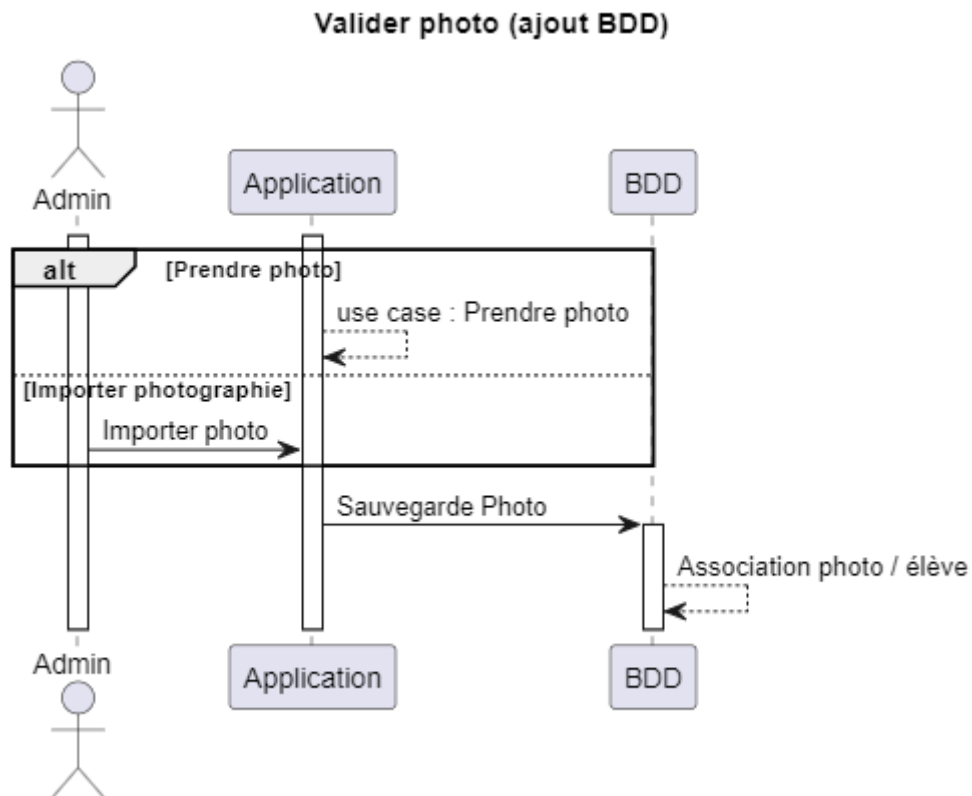 Valider photo (ajout BDD)
Admin
Application
BDD
alt
[Prendre photo]
use case : Prendre photo
[Importer photographie]
Importer photo
Sauvegarde Photo
Association photo / élève
Admin
Application
BDD